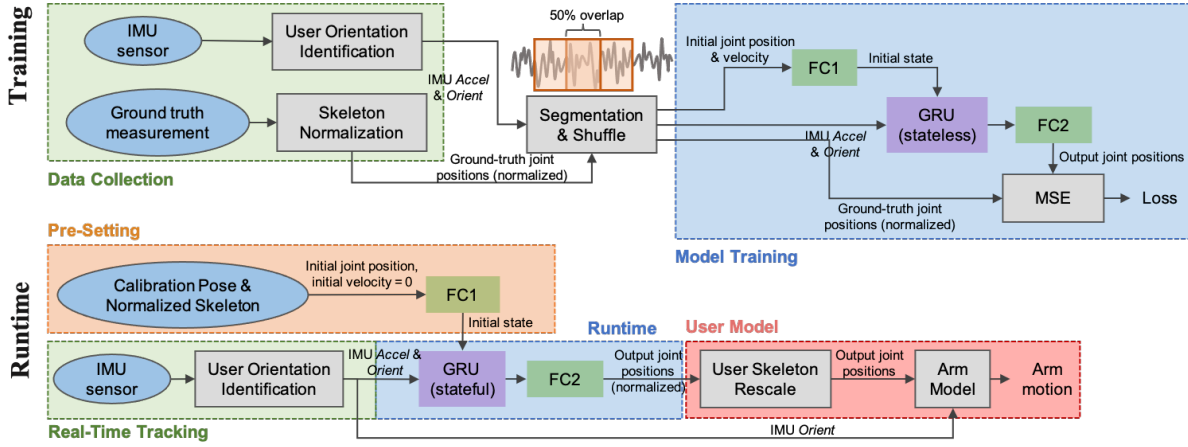 Training
IMU
sensor
User Orientation
Identification
Ground truth
measurement
Skeleton
Normalization
Data Collection
IMU Accel
& Orient
Ground-truth joint
positions (normalized)
50% overlap
Segmentation
& Shuffle
Initial joint position
& velocity
FC1
Initial state
GRU
(stateless)
FC2
IMU Accel
& Orient
Output joint positions
Ground-truth joint
positions (normalized)
MSE
Loss
Model Training
Runtime
Pre-Setting
Calibration Pose &
Normalized Skeleton
Initial joint position,
initial velocity = 0
FC1
Initial state
IMU
sensor
User Orientation
Identification
Real-Time Tracking
IMU Accel &
Orient
GRU
(stateful)
FC2
Runtime
Output joint
positions
(normalized)
User Model
User Skeleton
Rescale
Output joint
positions
Arm
Model
Arm
motion
IMU Orient